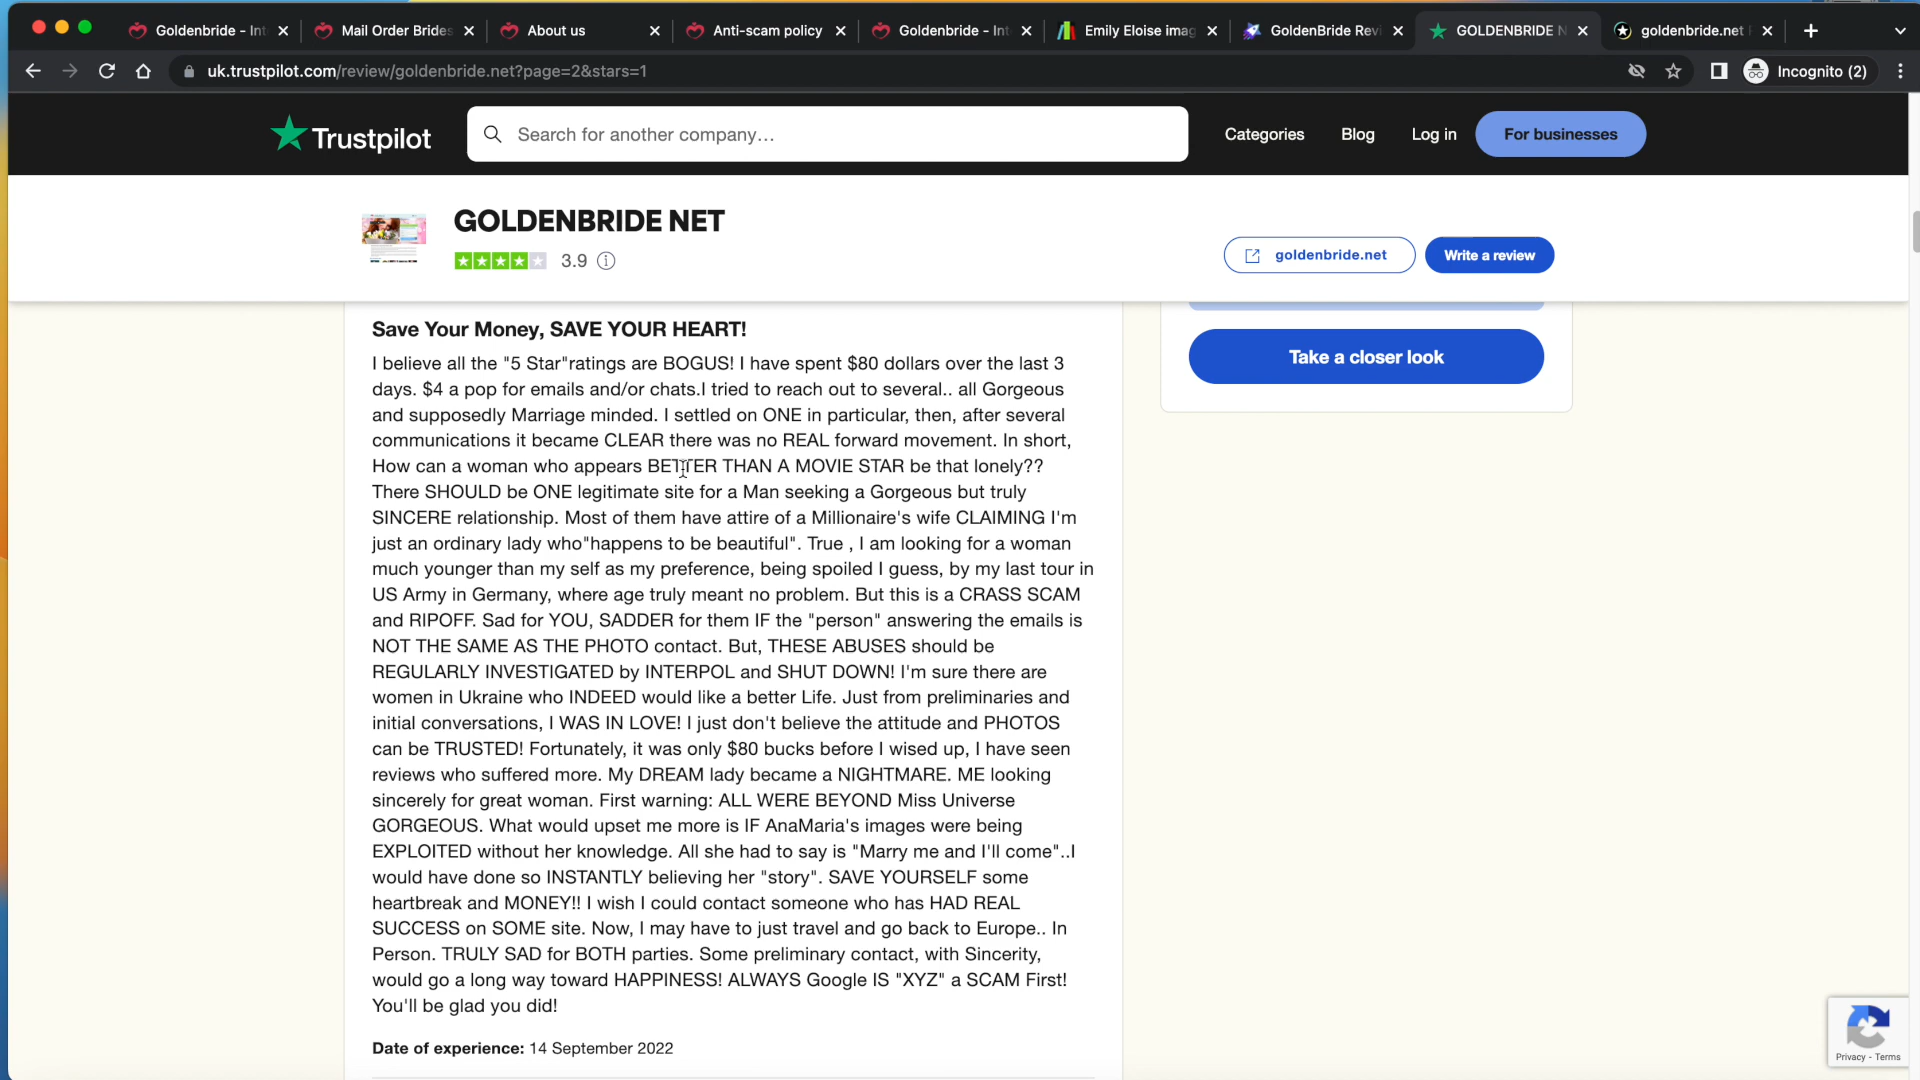 Goldenbride - Int
Mail Order Brides
About us
Anti-scam policy
Goldenbride - Int
Emily Eloise imag
GoldenBride Revi
GOLDENBRIDE N
goldenbride.net
uk.trustpilot.com/review/goldenbride.net?page=2&stars=1
Incognito (2)
Trustpilot
Search for another company…
Categories
Blog
Log in
For businesses
GOLDENBRIDE NET
3.9
goldenbride.net
Write a review
Save Your Money, SAVE YOUR HEART!
I believe all the "5 Star"ratings are BOGUS! I have spent $80 dollars over the last 3
days. $4 a pop for emails and/or chats.I tried to reach out to several.. all Gorgeous
and supposedly Marriage minded. I settled on ONE in particular, then, after several
communications it became CLEAR there was no REAL forward movement. In short,
How can a woman who appears BETTER THAN A MOVIE STAR be that lonely??
There SHOULD be ONE legitimate site for a Man seeking a Gorgeous but truly
SINCERE relationship. Most of them have attire of a Millionaire's wife CLAIMING I'm
just an ordinary lady who"happens to be beautiful". True , I am looking for a woman
much younger than my self as my preference, being spoiled I guess, by my last tour in
US Army in Germany, where age truly meant no problem. But this is a CRASS SCAM
and RIPOFF. Sad for YOU, SADDER for them IF the "person" answering the emails is
NOT THE SAME AS THE PHOTO contact. But, THESE ABUSES should be
REGULARLY INVESTIGATED by INTERPOL and SHUT DOWN! I'm sure there are
women in Ukraine who INDEED would like a better Life. Just from preliminaries and
initial conversations, I WAS IN LOVE! I just don't believe the attitude and PHOTOS
can be TRUSTED! Fortunately, it was only $80 bucks before I wised up, I have seen
reviews who suffered more. My DREAM lady became a NIGHTMARE. ME looking
sincerely for great woman. First warning: ALL WERE BEYOND Miss Universe
GORGEOUS. What would upset me more is IF AnaMaria's images were being
EXPLOITED without her knowledge. All she had to say is "Marry me and I'll come"..I
would have done so INSTANTLY believing her "story". SAVE YOURSELF some
heartbreak and MONEY!! I wish I could contact someone who has HAD REAL
SUCCESS on SOME site. Now, I may have to just travel and go back to Europe.. In
Person. TRULY SAD for BOTH parties. Some preliminary contact, with Sincerity,
would go a long way toward HAPPINESS! ALWAYS Google IS "XYZ" a SCAM First!
You'll be glad you did!
Date of experience: 14 September 2022
Take a closer look
Privacy - Terms